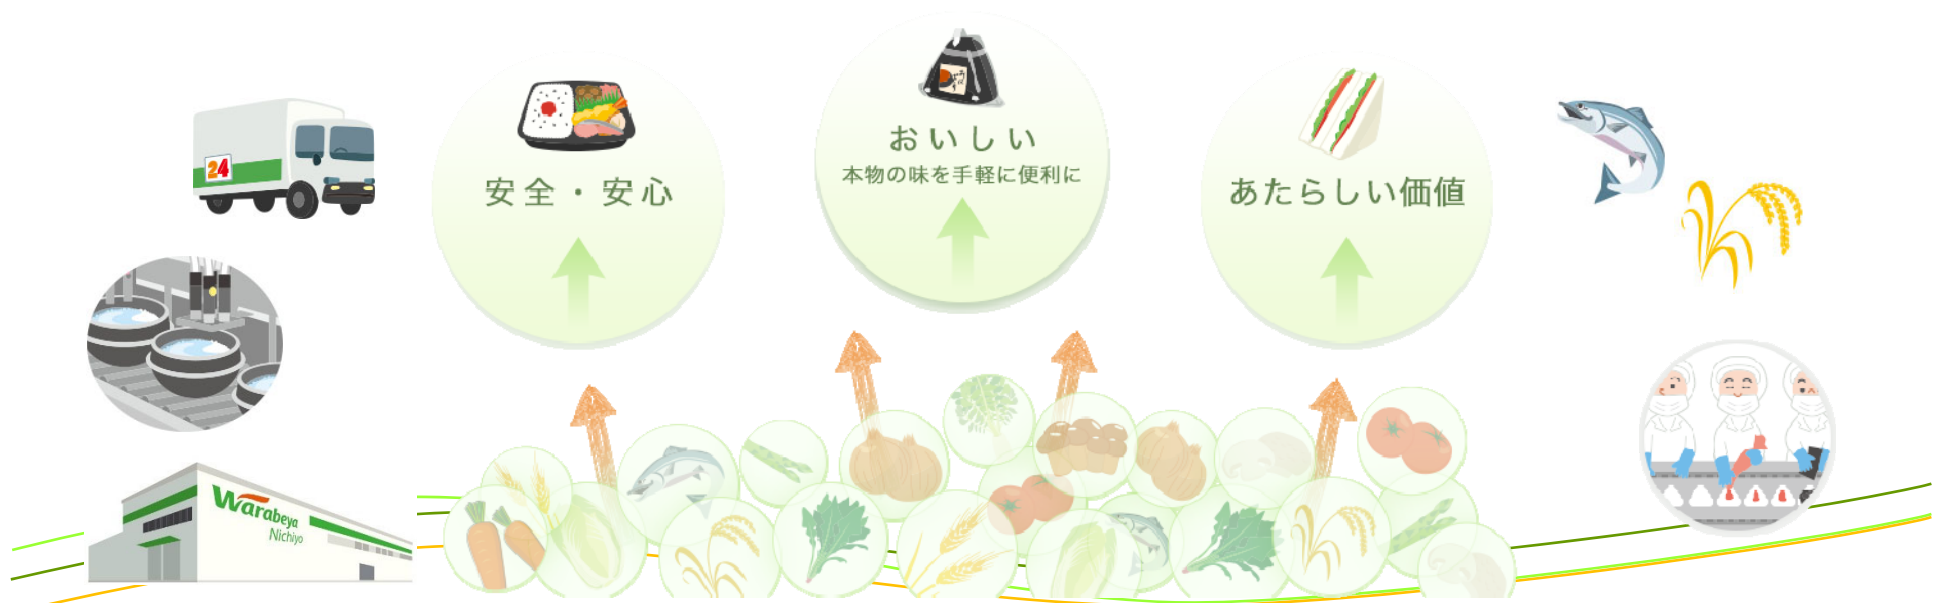 24
安全・安心
おいしい
本物の味を手軽に便利に
あたらしい価値
Warabeya
Nichiyo